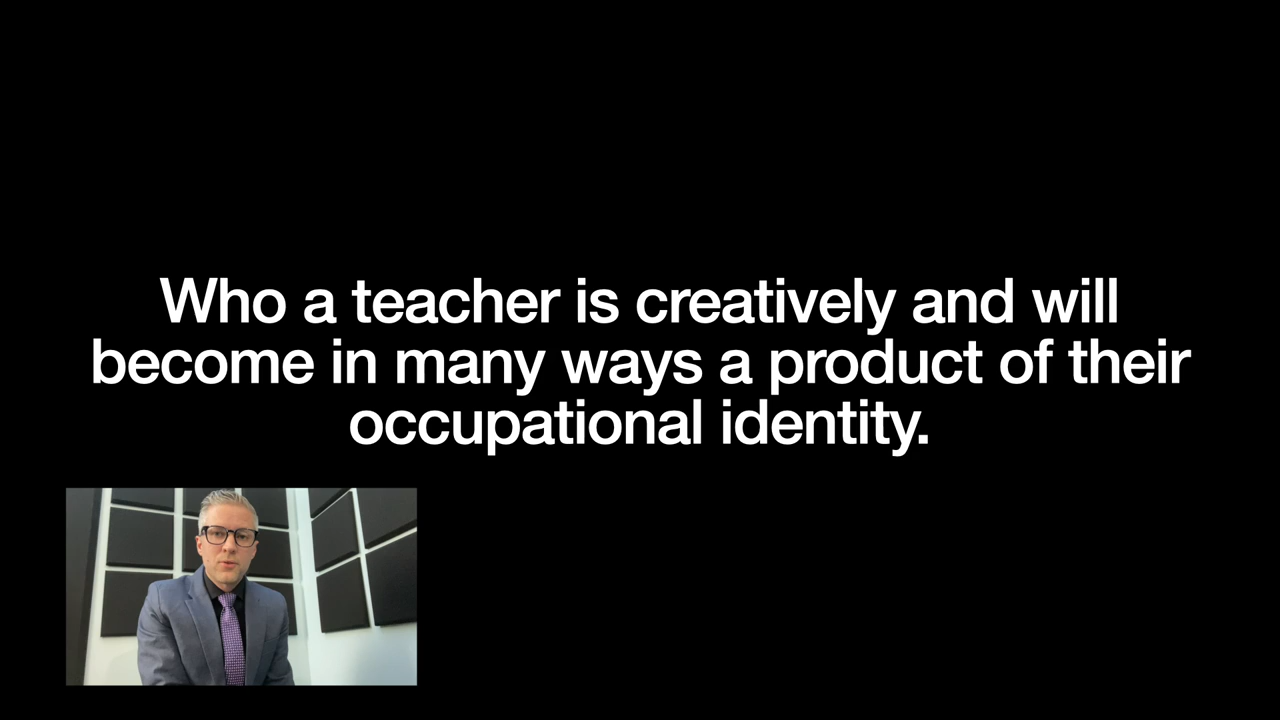 Who a teacher is creatively and will
become in many ways a product of their
occupational identity.